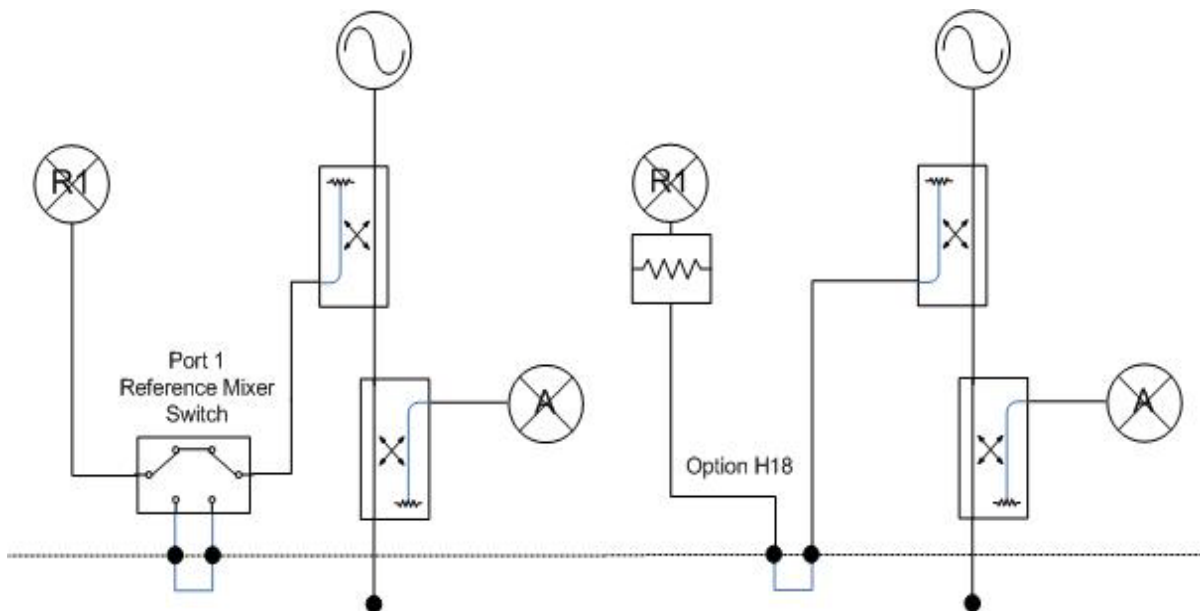 R1
Port 1
Reference Mixer
Switch
A
R1
Option H18
A